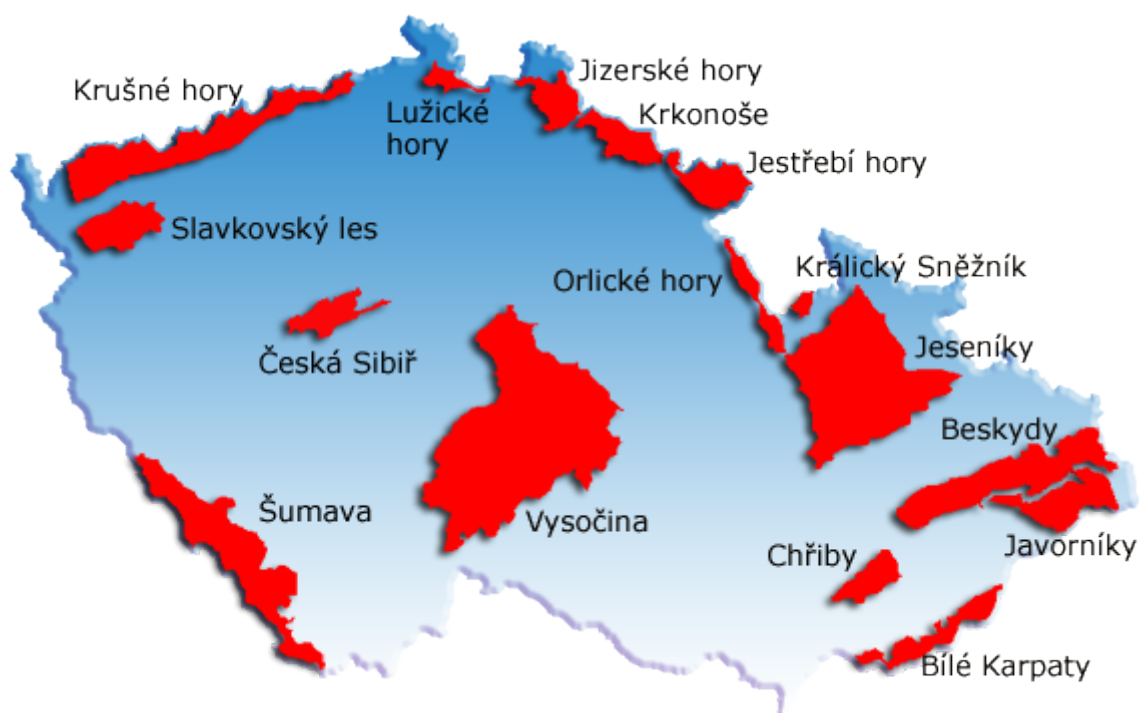 Jizerské hory
Krušné hory
Lužické
hory
Krkonoše
Jestřebí hory
Slavkovský les
Králický Sněžník
Orlické hory
Česká Sibiř
Jeseníky
Beskydy
Šumava
Vysočina
Javorníky
Chřiby
Bílé Karpaty